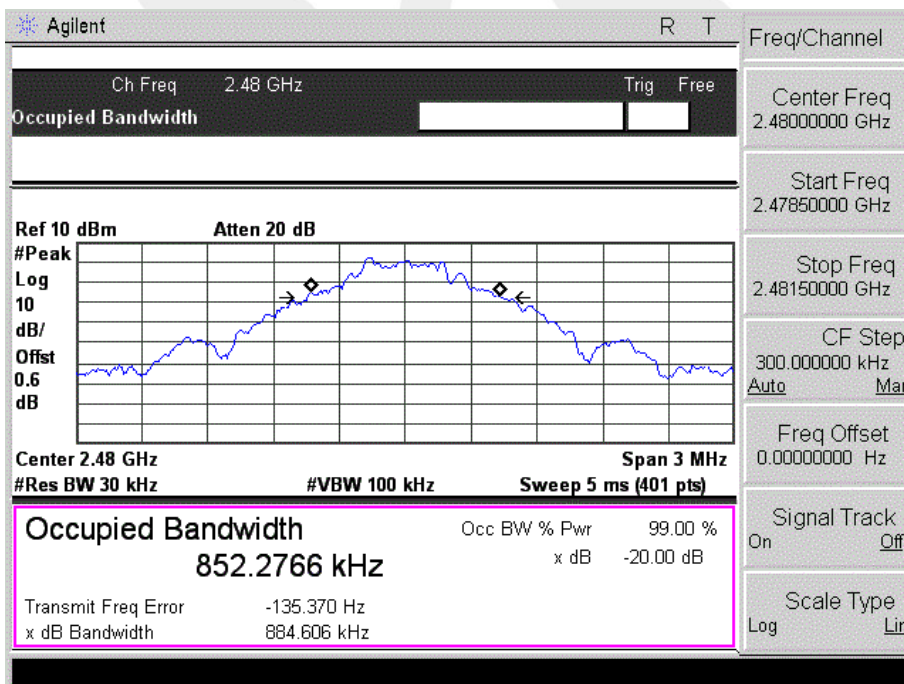 Agilent R T
Freq/Channel
Ch Freq 2.48 GHz Trig Free
Occupied Bandwidth
Center Freq
2.48000000 GHz
Start Freq
2.47850000 GHz
Stop Freq
2.48150000 GHz
CF Step
300.000000 kHz
Auto Man
Freq Offset
0.00000000 Hz
Signal Track
On Off
Scale Type
Log Lin
Ref 10 dBm Atten 20 dB
#Peak
Log
10
dB/
Offst
0.6
dB
Center 2.48 GHz Span 3 MHz
#Res BW 30 kHz #VBW 100 kHz Sweep 5 ms (401 pts)
Occupied Bandwidth Occ BW % Pwr 99.00 %
852.2766 kHz x dB -20.00 dB
Transmit Freq Error -135.370 Hz
x dB Bandwidth 884.606 kHz